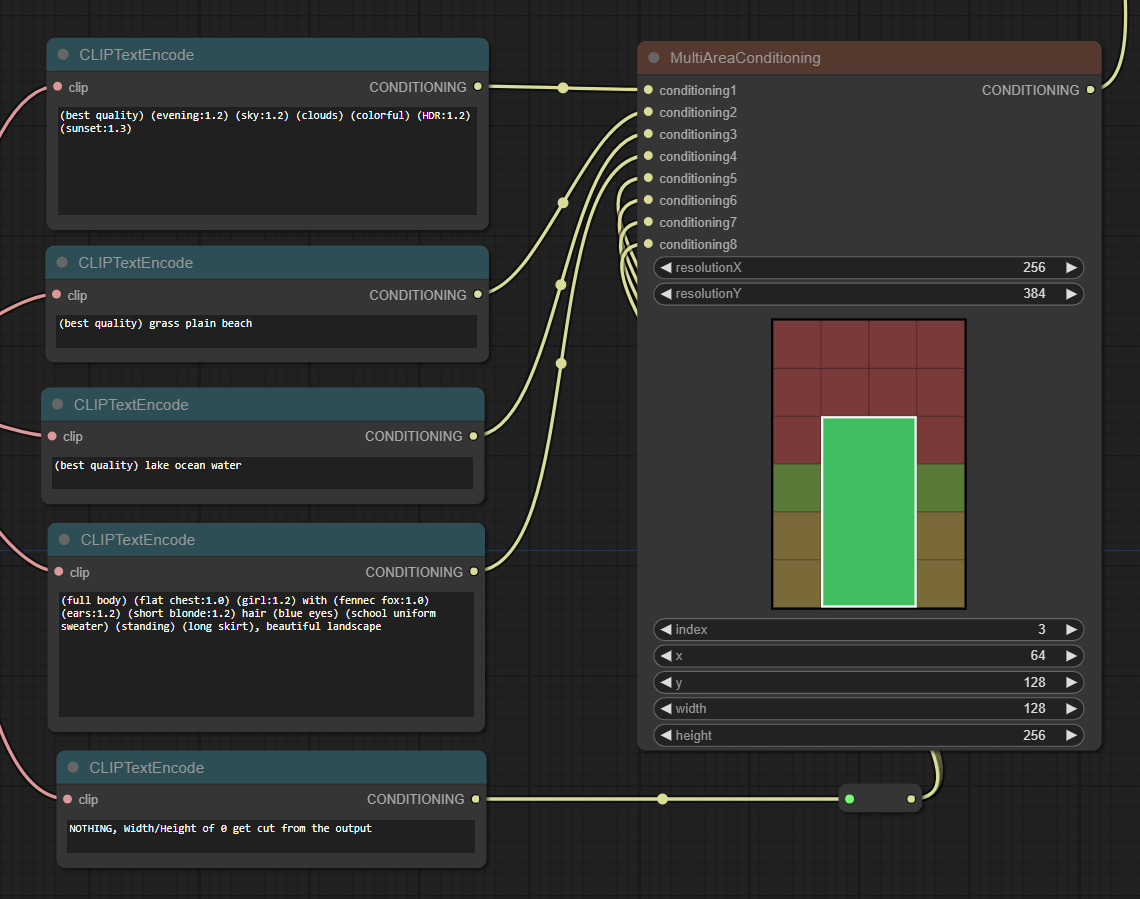 CLIPTextEncode
clip
CONDITIONING
(best quality) (evening:1.2) (sky:1.2) (clouds) (colorful) (HDR:1.2)
(sunset:1.3)
CLIPTextEncode
clip
CONDITIONING
(best quality) grass plain beach
CLIPTextEncode
clip
CONDITIONING
(best quality) lake ocean water
CLIPTextEncode
clip
CONDITIONING
(full body) (flat chest:1.0) (girl:1.2) with (fennec fox:1.0)
(ears:1.2) (short blonde:1.2) hair (blue eyes) (school uniform
sweater) (standing) (long skirt), beautiful landscape
CLIPTextEncode
clip
CONDITIONING
NOTHING, Width/Height of 0 get cut from the output
MultiAreaConditioning
conditioning1
CONDITIONING
conditioning2
conditioning3
conditioning4
conditioning5
conditioning6
conditioning7
conditioning8
resolutionX 256
resolutionY 384
index 3
x 64
y 128
width 128
height 256